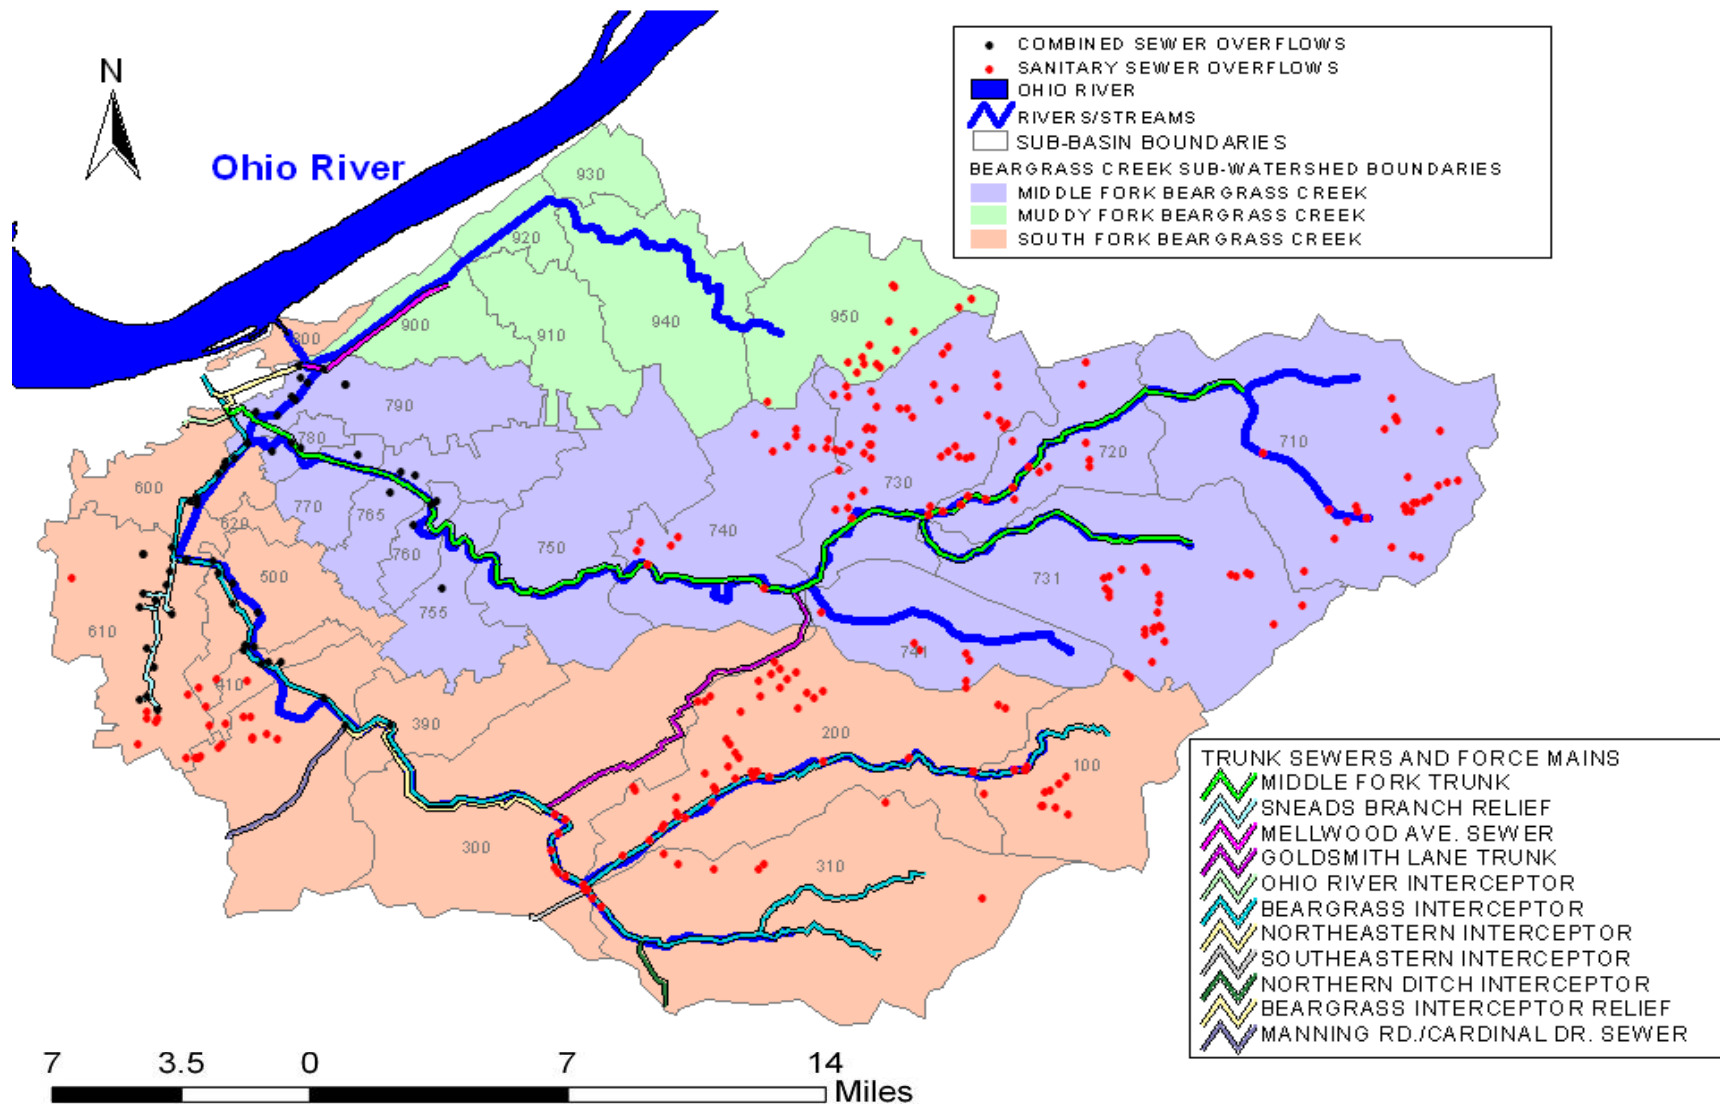 N
Ohio River
COMBINED SEWER OVERFLOWS
SANITARY SEWER OVERFLOWS
OHIO RIVER
RIVERS/STREAMS
SUB-BASIN BOUNDARIES
BEARGRASS CREEK SUB-WATERSHED BOUNDARIES
MIDDLE FORK BEARGRASS CREEK
MUDDY FORK BEARGRASS CREEK
SOUTH FORK BEARGRASS CREEK
930
920
940
950
900
910
800
790
780
710
720
730
600
770
765
740
620
760
750
731
500
755
610
741
410
390
200
100
300
310
TRUNK SEWERS AND FORCE MAINS
MIDDLE FORK TRUNK
SNEADS BRANCH RELIEF
MELLWOOD AVE. SEWER
GOLDSMITH LANE TRUNK
OHIO RIVER INTERCEPTOR
BEARGRASS INTERCEPTOR
NORTHEASTERN INTERCEPTOR
SOUTHEASTERN INTERCEPTOR
NORTHERN DITCH INTERCEPTOR
BEARGRASS INTERCEPTOR RELIEF
MANNING RD./CARDINAL DR. SEWER
7 3.5 0 7 14
Miles